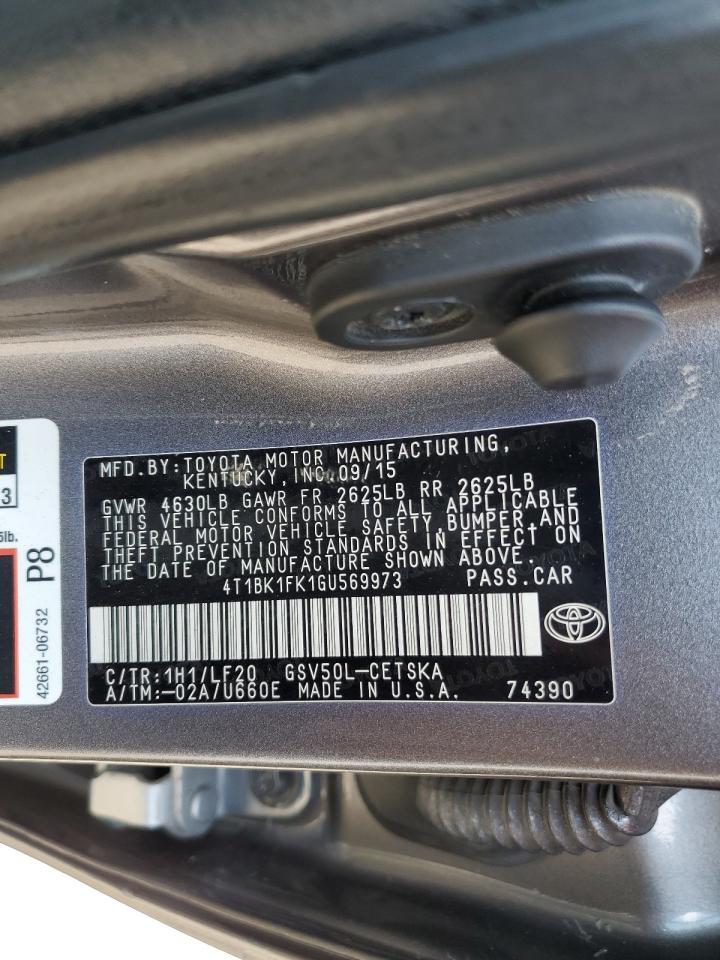 MFD. BY: TOYOTA MOTOR MANUFACTURING,
KENTUCKY, INC. 09/15
GVWR 4630LB GAWR FR 2625LB RR 2625LB
THIS VEHICLE CONFORMS TO ALL APPLICABLE
FEDERAL MOTOR VEHICLE SAFETY, BUMPER, AND
THEFT PREVENTION STANDARDS IN EFFECT ON
THE DATE OF MANUFACTURE SHOWN ABOVE.
4T1BK1FK1GU569973 PASS.CAR
C/TR:1H1/LF20 GSV50L-CETSKA
A/TM:-02A/U660E MADE IN U.S.A. 74390
P8
42661-06732
3
lb.